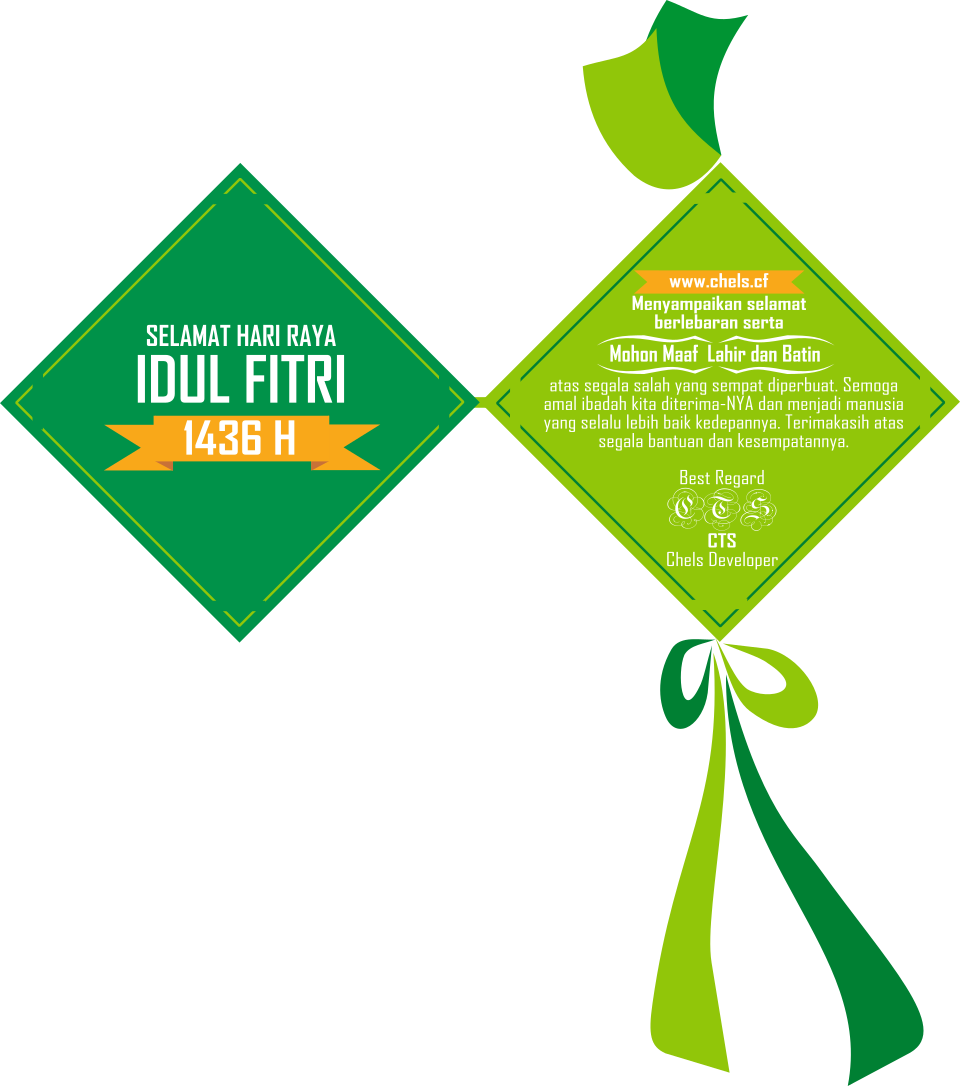 SELAMAT HARI RAYA
IDUL FITRI
1436 H
www.chels.cf
Menyampaikan selamat
berlebaran serta
Mohon Maaf Lahir dan Batin
atas segala salah yang sempat diperbuat. Semoga
amal ibadah kita diterima-NYA dan menjadi manusia
yang selalu lebih baik kedepannya. Terimakasih atas
segala bantuan dan kesempatannya.
Best Regard
CTS
CTS
Chels Developer